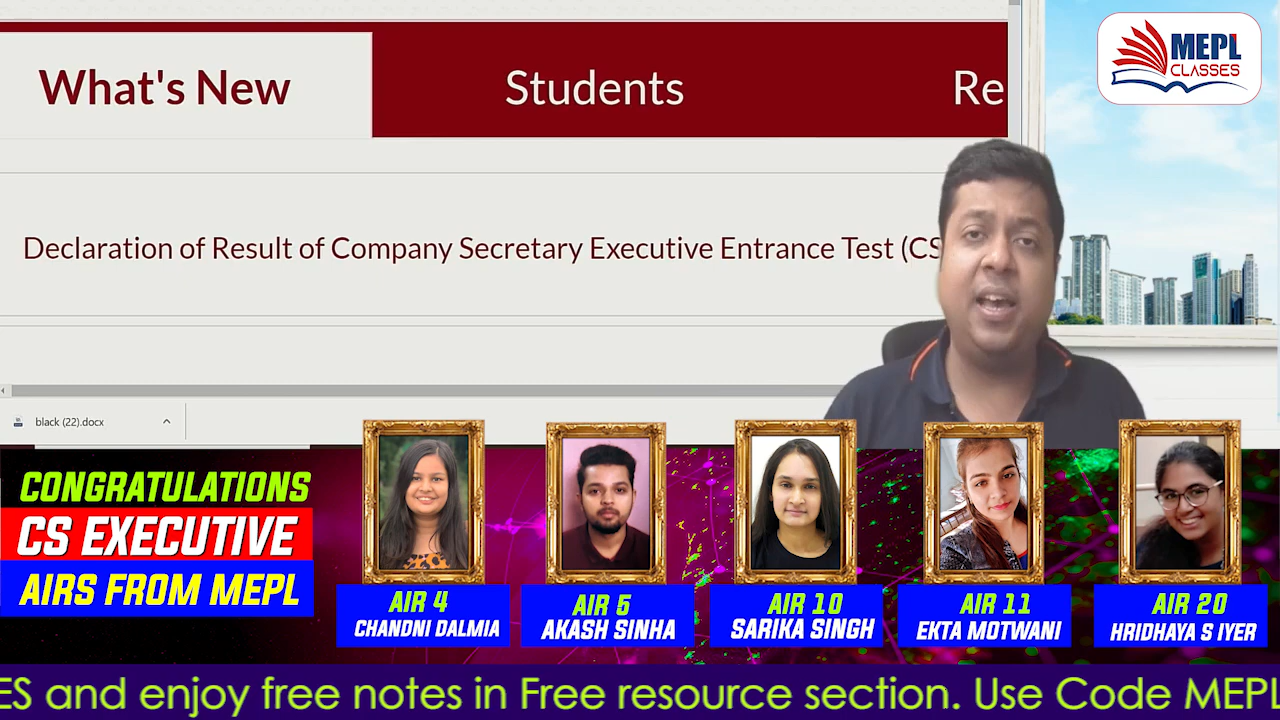 What's New
Students
Re
MEPL
CLASSES
Declaration of Result of Company Secretary Executive Entrance Test (CS
black (22).docx
CONGRATULATIONS
CS EXECUTIVE
AIRS FROM MEPL
AIR 4
CHANDNI DALMIA
AIR 5
AKASH SINHA
AIR 10
SARIKA SINGH
AIR 11
EKTA MOTWANI
AIR 20
HRIDHAYA S IYER
ES and enjoy free notes in Free resource section. Use Code MEPL